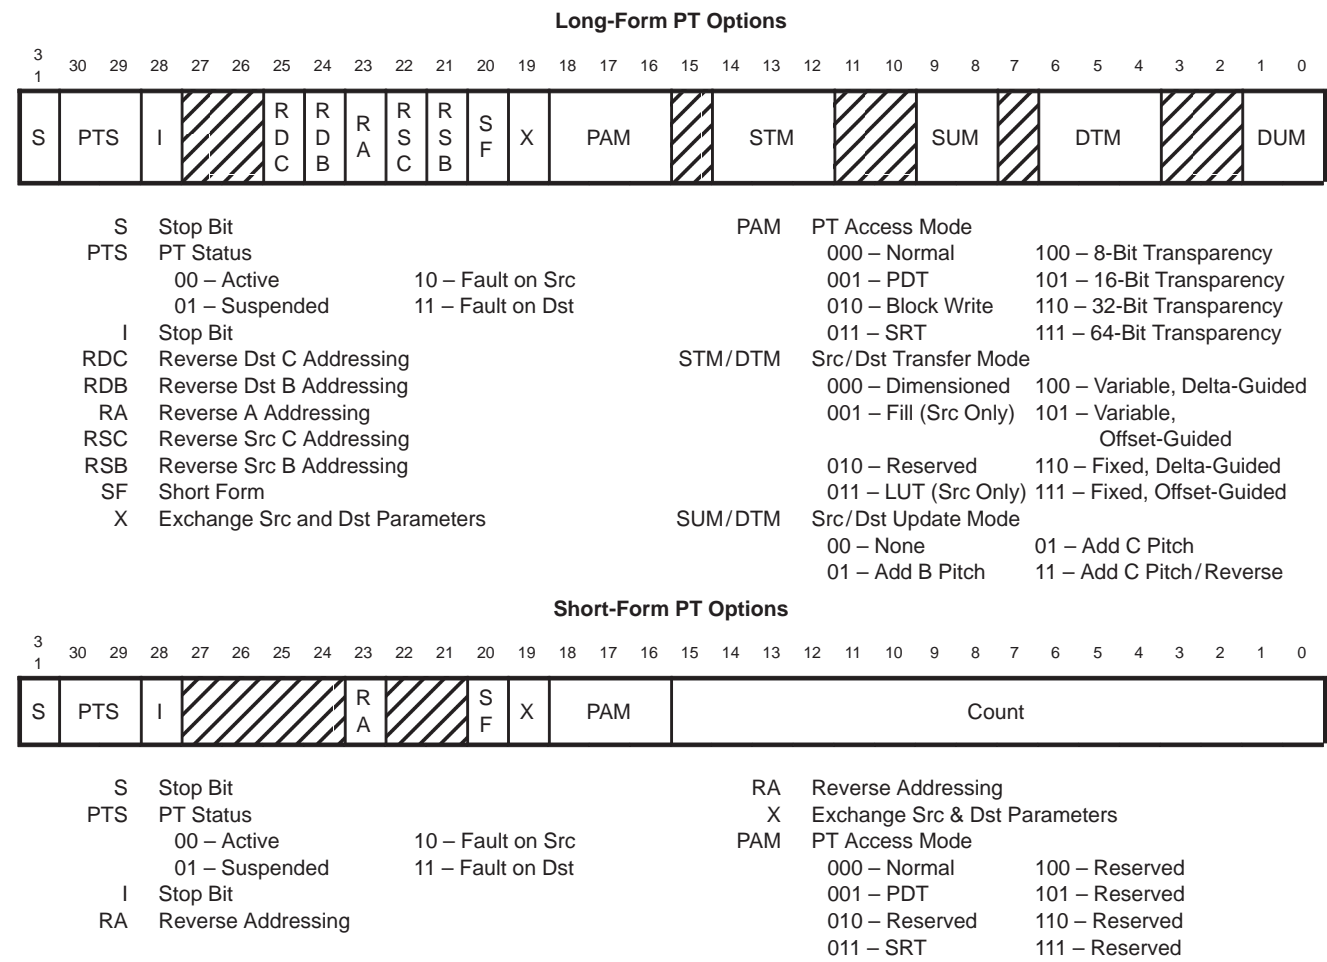 Long-Form PT Options
3
1 30 29 28 27 26 25 24 23 22 21 20 19 18 17 16 15 14 13 12 11 10 9 8 7 6 5 4 3 2 1 0
S PTS I RDC RDB RA RSC RSB SF X PAM STM SUM DTM DUM
S Stop Bit
PTS PT Status
00 – Active 10 – Fault on Src
01 – Suspended 11 – Fault on Dst
I Stop Bit
RDC Reverse Dst C Addressing
RDB Reverse Dst B Addressing
RA Reverse A Addressing
RSC Reverse Src C Addressing
RSB Reverse Src B Addressing
SF Short Form
X Exchange Src and Dst Parameters
PAM PT Access Mode
000 – Normal 100 – 8-Bit Transparency
001 – PDT 101 – 16-Bit Transparency
010 – Block Write 110 – 32-Bit Transparency
011 – SRT 111 – 64-Bit Transparency
STM/DTM Src/Dst Transfer Mode
000 – Dimensioned 100 – Variable, Delta-Guided
001 – Fill (Src Only) 101 – Variable,
Offset-Guided
010 – Reserved 110 – Fixed, Delta-Guided
011 – LUT (Src Only) 111 – Fixed, Offset-Guided
SUM/DTM Src/Dst Update Mode
00 – None 01 – Add C Pitch
01 – Add B Pitch 11 – Add C Pitch/Reverse
Short-Form PT Options
3
1 30 29 28 27 26 25 24 23 22 21 20 19 18 17 16 15 14 13 12 11 10 9 8 7 6 5 4 3 2 1 0
S PTS I RA SF X PAM Count
S Stop Bit
PTS PT Status
00 – Active 10 – Fault on Src
01 – Suspended 11 – Fault on Dst
I Stop Bit
RA Reverse Addressing
RA Reverse Addressing
X Exchange Src & Dst Parameters
PAM PT Access Mode
000 – Normal 100 – Reserved
001 – PDT 101 – Reserved
010 – Reserved 110 – Reserved
011 – SRT 111 – Reserved